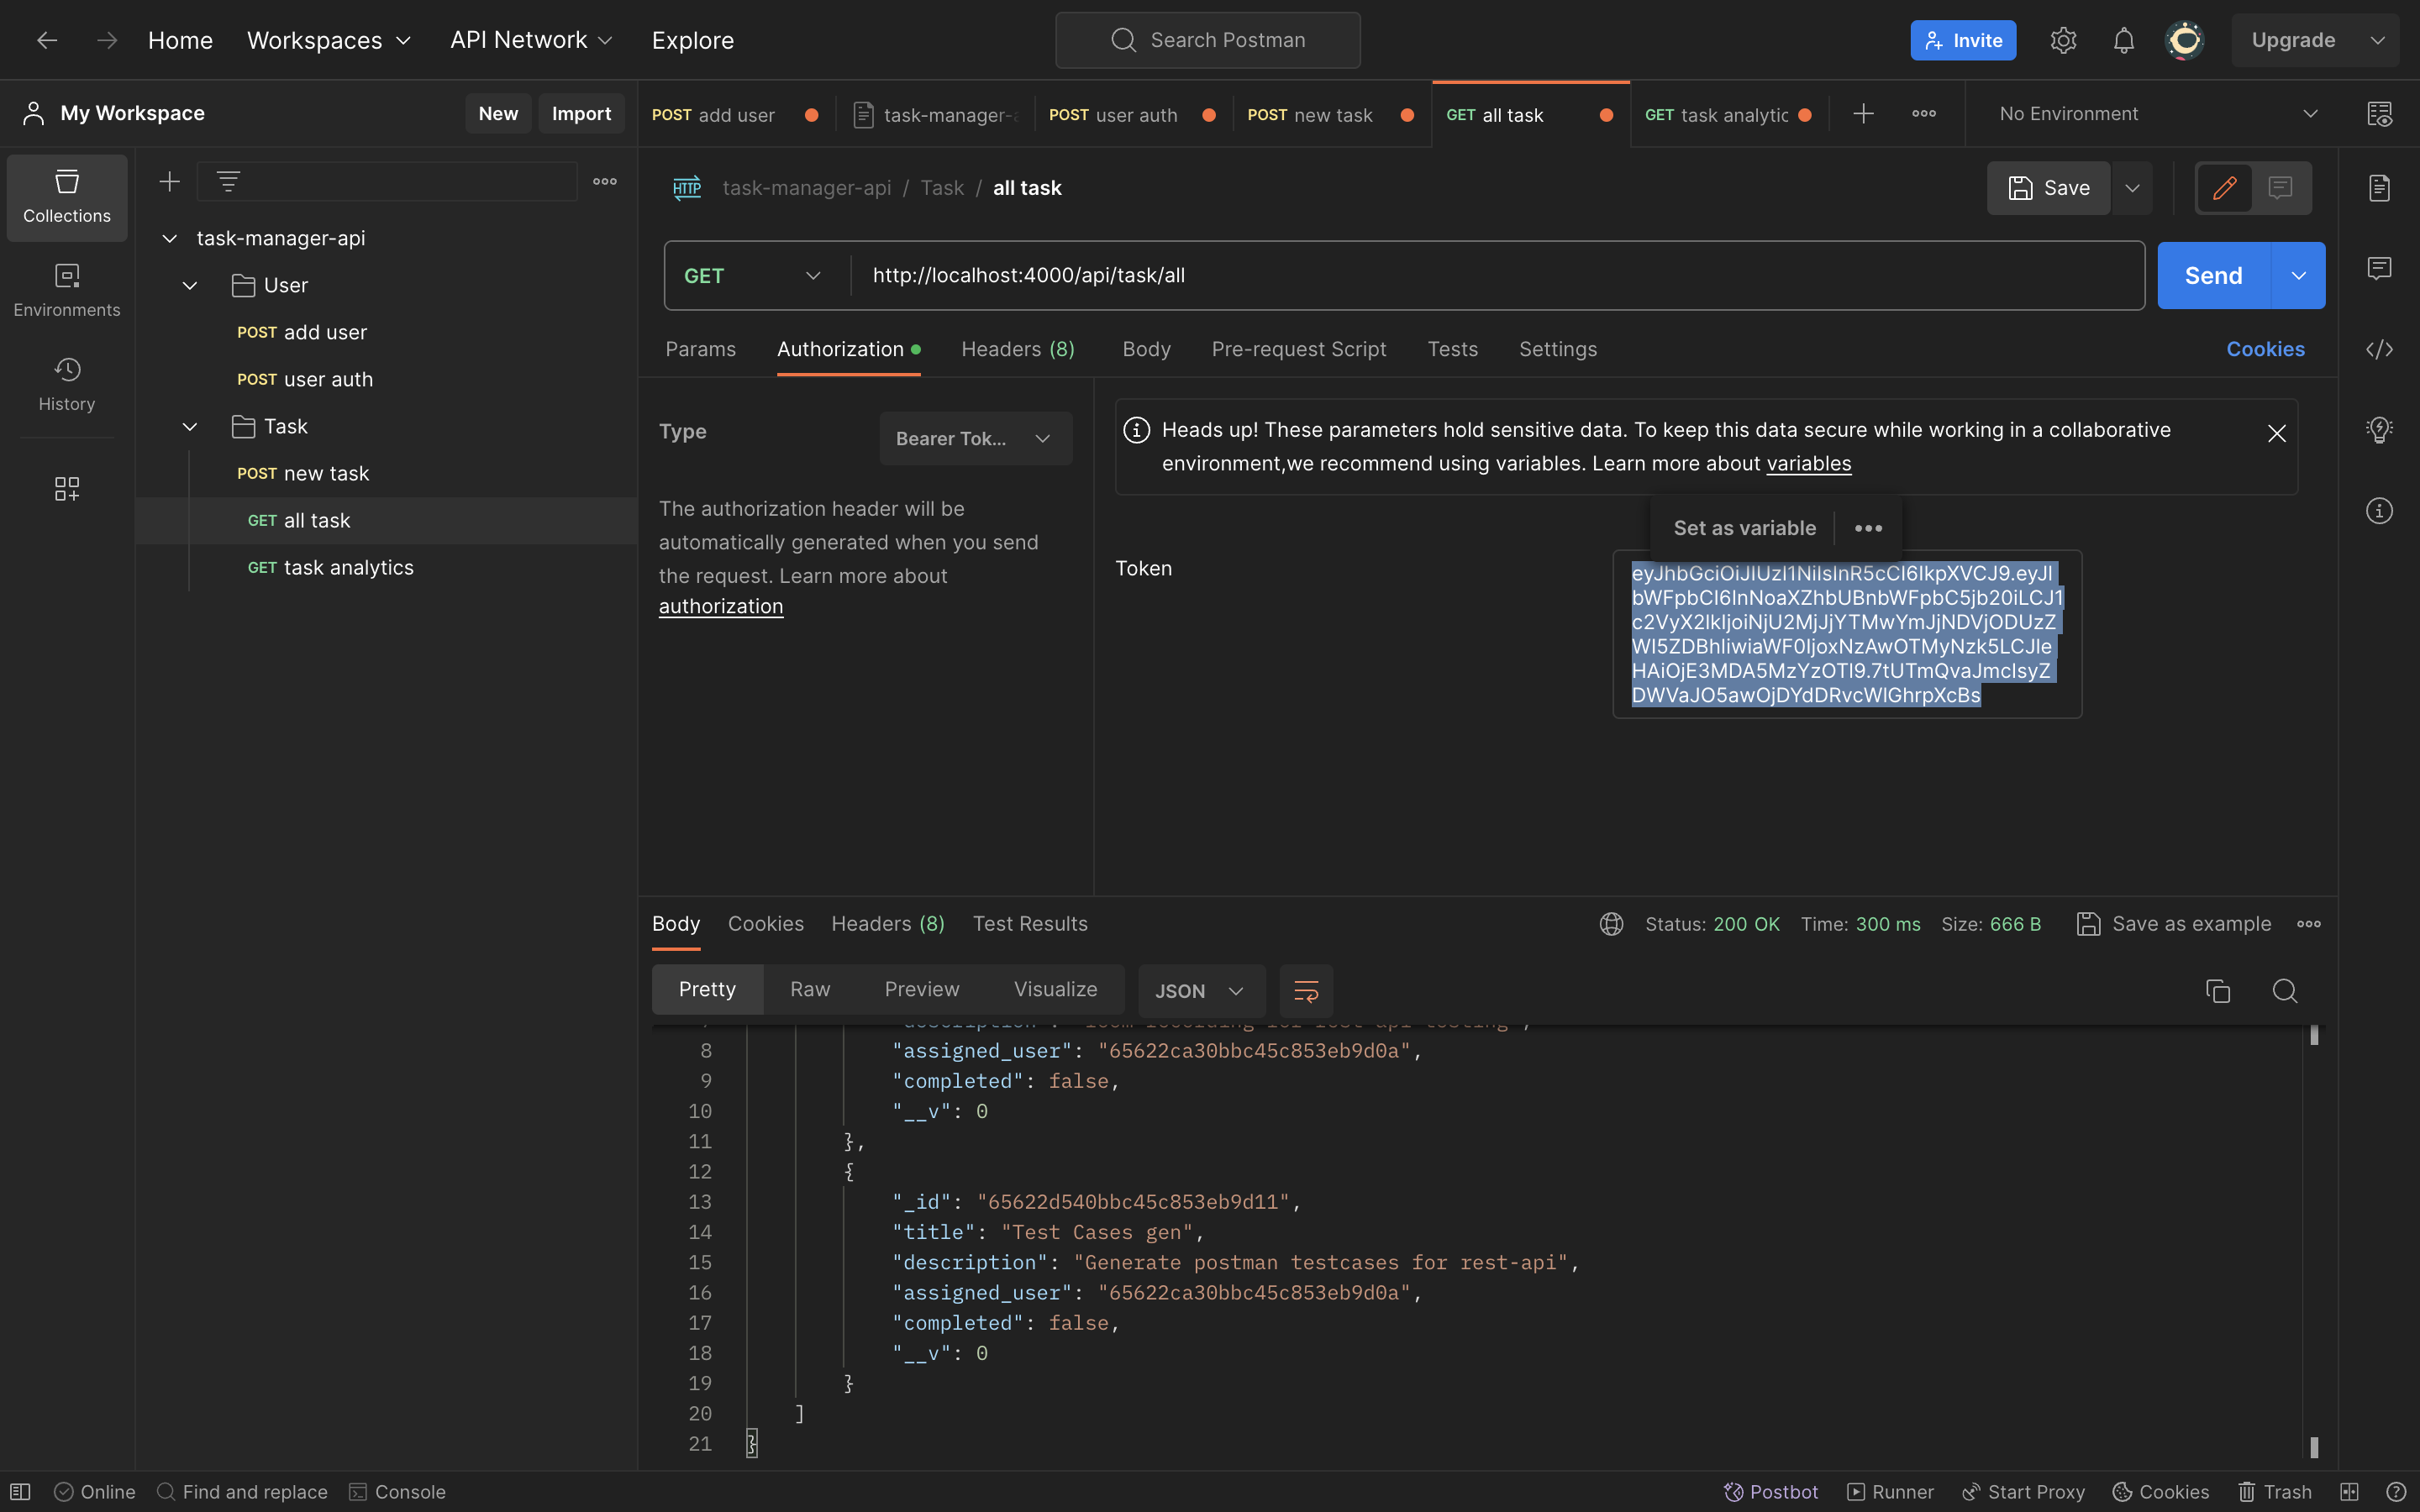 Home Workspaces API Network Explore Search Postman Invite Upgrade
My Workspace New Import
POST add user task-manager-a POST user auth POST new task GET all task GET task analytic No Environment
Collections
Environments
History
task-manager-api
User
POST add user
POST user auth
Task
POST new task
GET all task
GET task analytics
HTTP task-manager-api / Task / all task Save
GET http://localhost:4000/api/task/all Send
Params Authorization Headers (8) Body Pre-request Script Tests Settings Cookies
Type Bearer Tok...
The authorization header will be
automatically generated when you send
the request. Learn more about
authorization
Heads up! These parameters hold sensitive data. To keep this data secure while working in a collaborative
environment,we recommend using variables. Learn more about variables
Set as variable
Token
Body Cookies Headers (8) Test Results Status: 200 OK Time: 300 ms Size: 666 B Save as example
Pretty Raw Preview Visualize JSON
8 "assigned_user": "65622ca30bbc45c853eb9d0a",
9 "completed": false,
10 "__v": 0
11 },
12 {
13 "_id": "65622d540bbc45c853eb9d11",
14 "title": "Test Cases gen",
15 "description": "Generate postman testcases for rest-api",
16 "assigned_user": "65622ca30bbc45c853eb9d0a",
17 "completed": false,
18 "__v": 0
19 }
20 ]
21 }
Online Find and replace Console Postbot Runner Start Proxy Cookies Trash